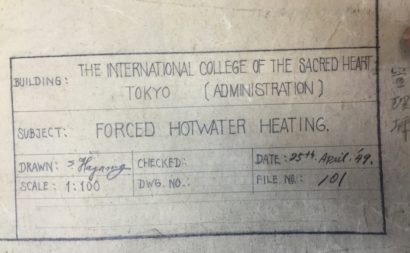 BUILDING: THE INTERNATIONAL COLLEGE OF THE SACRED HEART
TOKYO (ADMINISTRATION)
SUBJECT: FORCED HOTWATER HEATING.
DRAWN: CHECKED: DATE: 25th April '49.
SCALE: 1:100 DWG. NO.: FILE NO.: 101